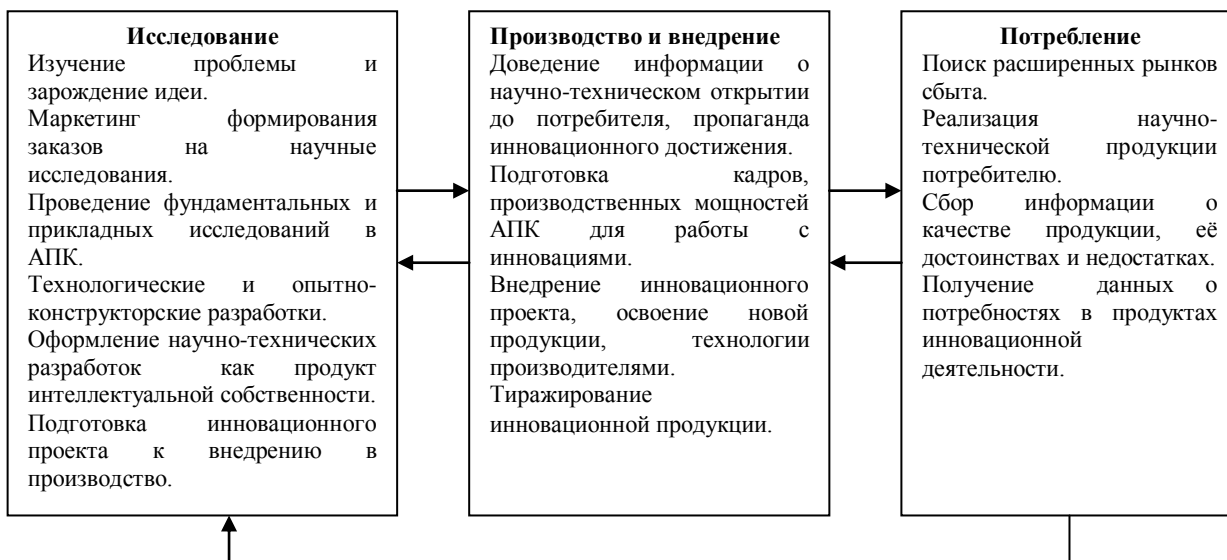 Исследование
Изучение проблемы и
зарождение идеи.
Маркетинг формирования
заказов на научные
исследования.
Проведение фундаментальных и
прикладных исследований в
АПК.
Технологические и опытно-
конструкторские разработки.
Оформление научно-технических
разработок как продукт
интеллектуальной собственности.
Подготовка инновационного
проекта к внедрению в
производство.
Производство и внедрение
Доведение информации о
научно-техническом открытии
до потребителя, пропаганда
инновационного достижения.
Подготовка кадров,
производственных мощностей
АПК для работы с
инновациями.
Внедрение инновационного
проекта, освоение новой
продукции, технологии
производителями.
Тиражирование
инновационной продукции.
Потребление
Поиск расширенных рынков
сбыта.
Реализация научно-
технической продукции
потребителю.
Сбор информации о
качестве продукции, её
достоинствах и недостатках.
Получение данных о
потребностях в продуктах
инновационной
деятельности.